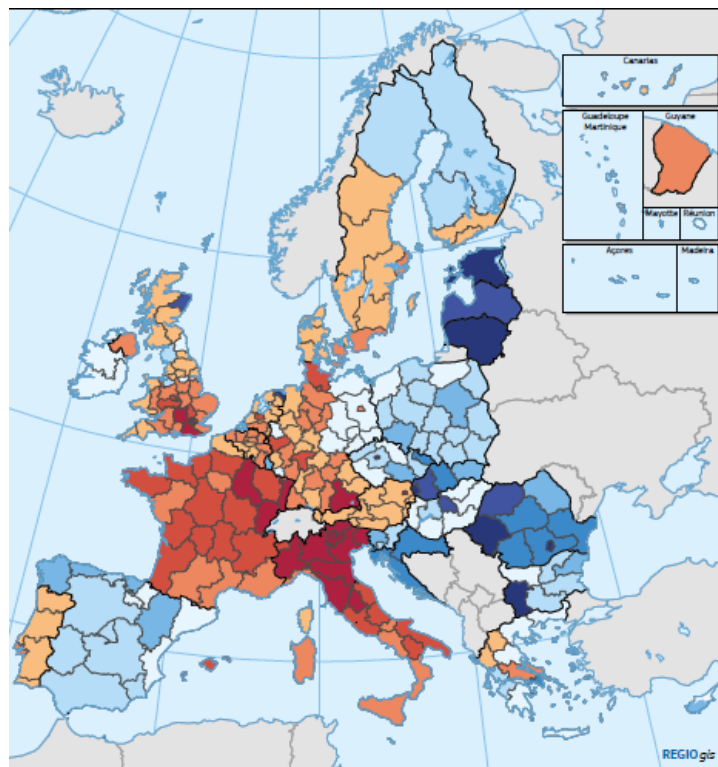 Canarias
Guadeloupe
Martinique
Guyane
Mayotte
Réunion
Açores
Madeira
REGIOgis